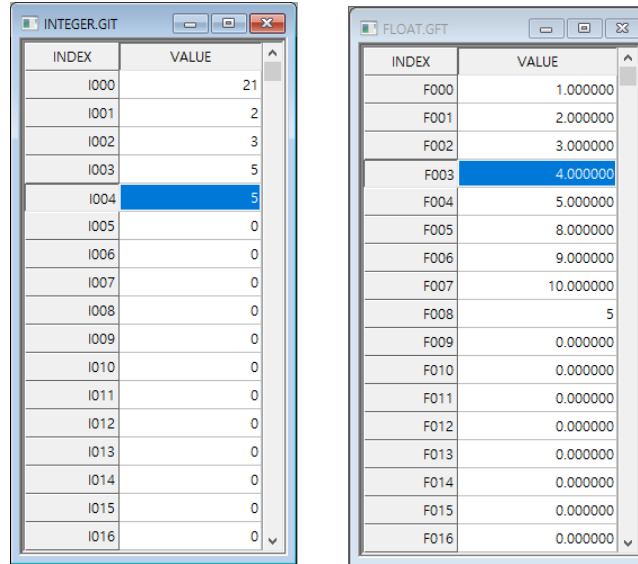 INTEGER.GIT
INDEX VALUE
I000 21
I001 2
I002 3
I003 5
I004 5
I005 0
I006 0
I007 0
I008 0
I009 0
I010 0
I011 0
I012 0
I013 0
I014 0
I015 0
I016 0
FLOAT.GFT
INDEX VALUE
F000 1.000000
F001 2.000000
F002 3.000000
F003 4.000000
F004 5.000000
F005 8.000000
F006 9.000000
F007 10.000000
F008 5
F009 0.000000
F010 0.000000
F011 0.000000
F012 0.000000
F013 0.000000
F014 0.000000
F015 0.000000
F016 0.000000